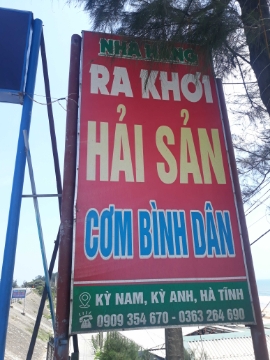 NHÀ HÀNG
RA KHƠI
HẢI SẢN
CƠM BÌNH DÂN
KỲ NAM, KỲ ANH, HÀ TĨNH
0909 354 670 - 0363 264 690